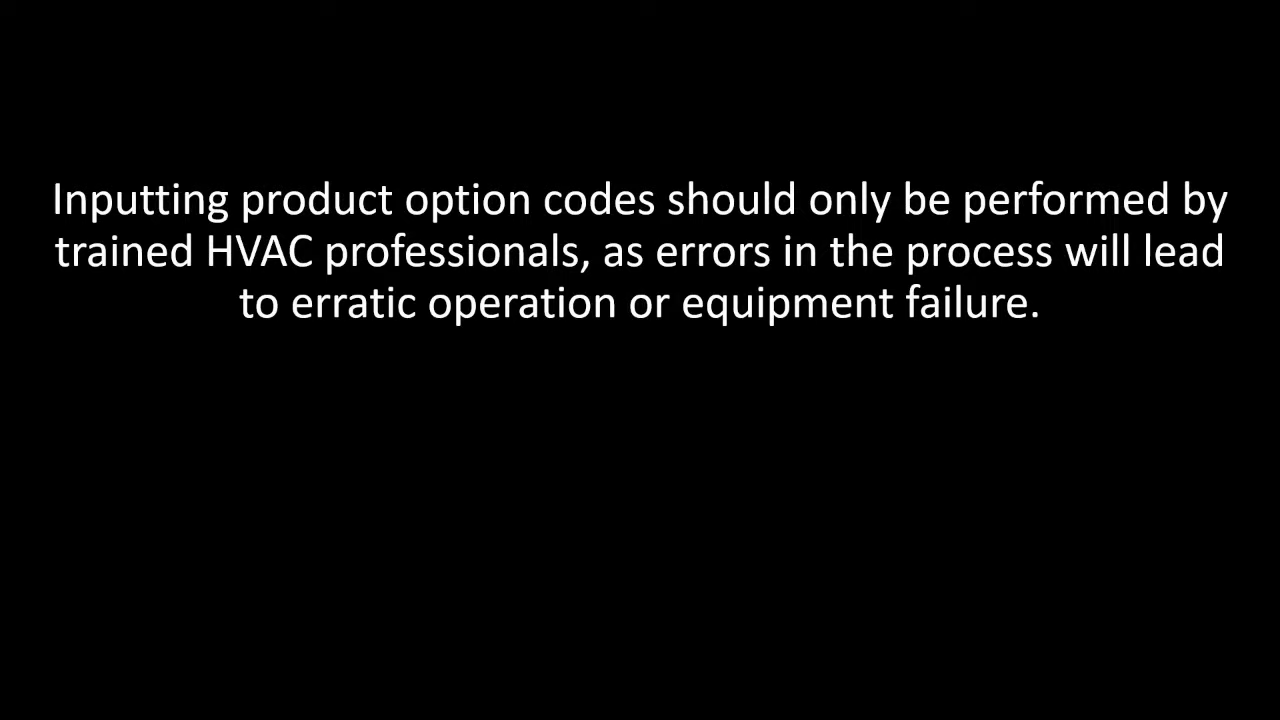 Inputting product option codes should only be performed by
trained HVAC professionals, as errors in the process will lead
to erratic operation or equipment failure.